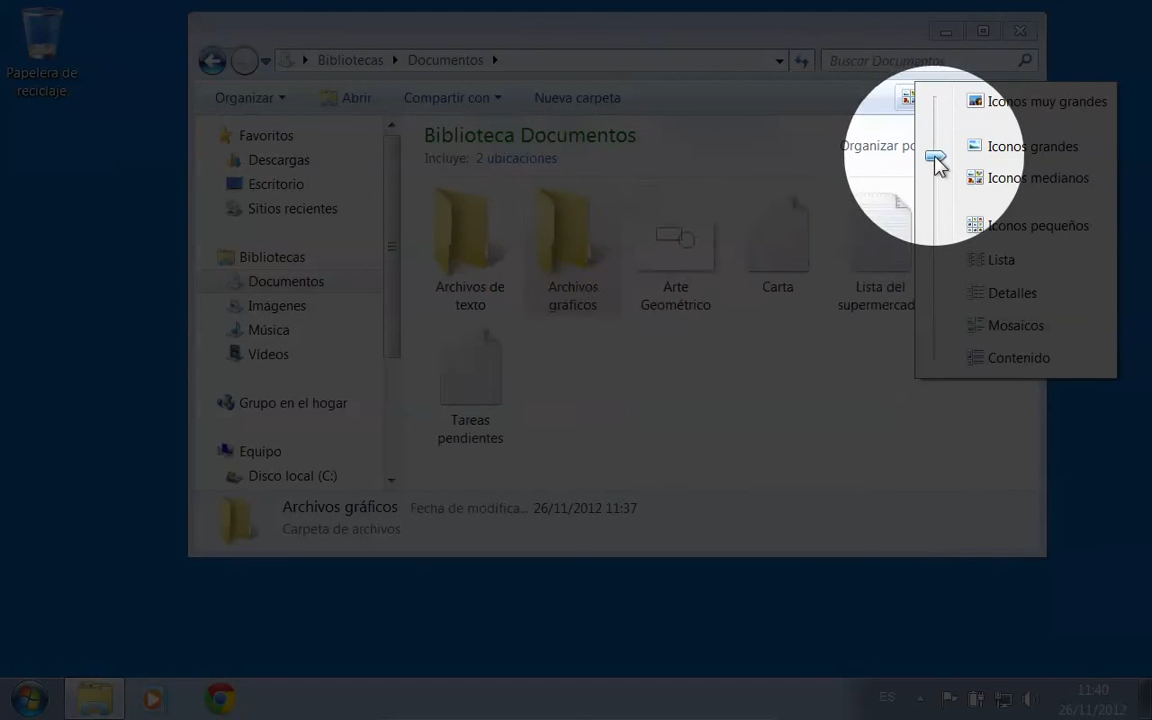 Papelera de
reciclaje
Bibliotecas
Documentos
Buscar Documentos
Organizar
Abrir
Compartir con
Nueva carpeta
Favoritos
Descargas
Escritorio
Sitios recientes
Bibliotecas
Documentos
Imágenes
Música
Vídeos
Grupo en el hogar
Equipo
Disco local (C:)
Biblioteca Documentos
Incluye: 2 ubicaciones
Organizar po
Archivos de
texto
Archivos
gráficos
Arte
Geométrico
Carta
Lista del
supermercad
Tareas
pendientes
Iconos muy grandes
Iconos grandes
Iconos medianos
Iconos pequeños
Lista
Detalles
Mosaicos
Contenido
Archivos gráficos
Fecha de modifica... 26/11/2012 11:37
Carpeta de archivos
ES
11:40
26/11/2012